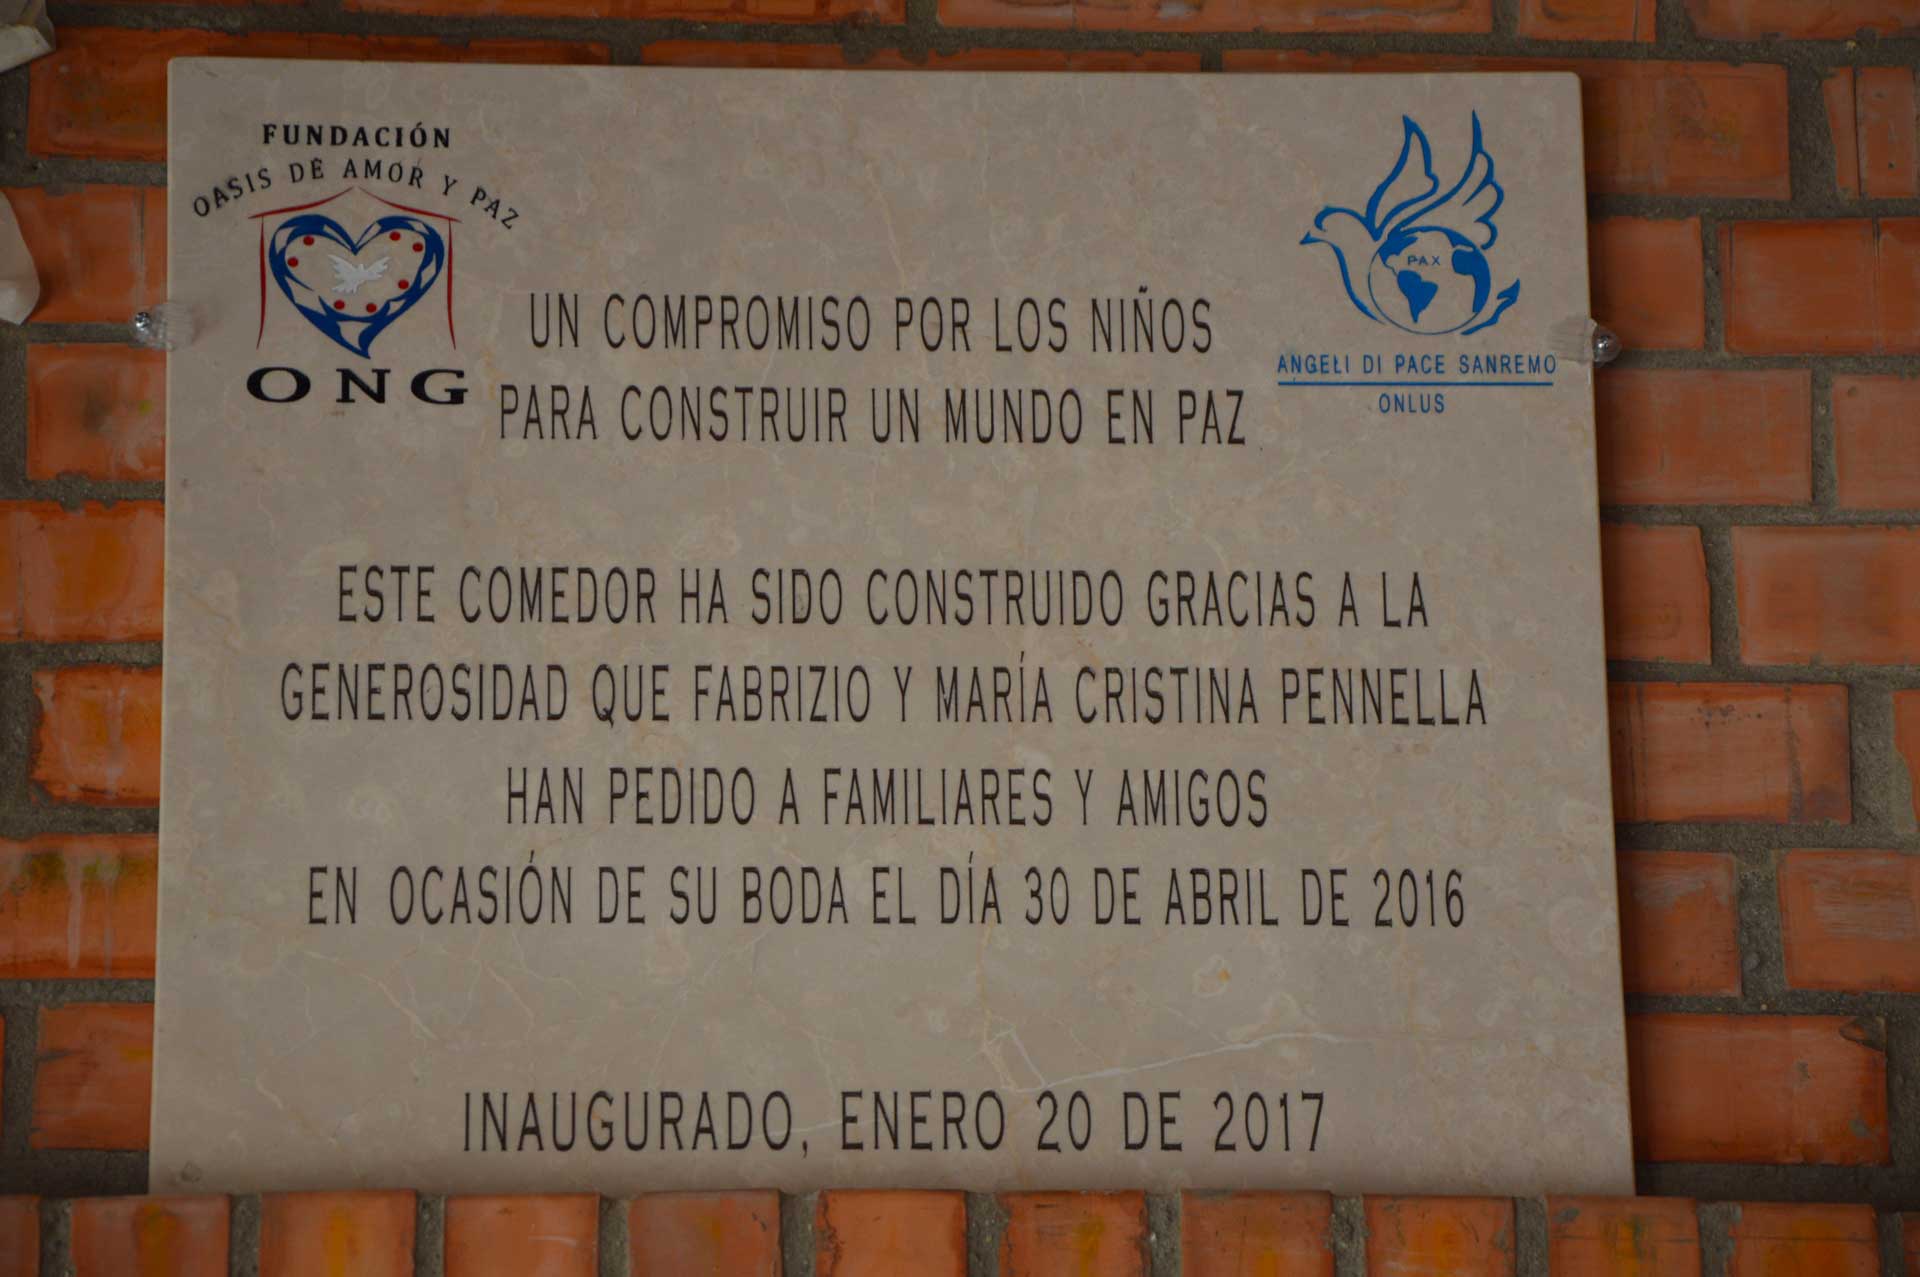 FUNDACIÓN
OASIS DE AMOR Y PAZ
ONG
PAX
ANGELI DI PACE SANREMO
ONLUS
UN COMPROMISO POR LOS NIÑOS
PARA CONSTRUIR UN MUNDO EN PAZ
ESTE COMEDOR HA SIDO CONSTRUIDO GRACIAS A LA
GENEROSIDAD QUE FABRIZIO Y MARÍA CRISTINA PENNELLA
HAN PEDIDO A FAMILIARES Y AMIGOS
EN OCASIÓN DE SU BODA EL DÍA 30 DE ABRIL DE 2016
INAUGURADO, ENERO 20 DE 2017